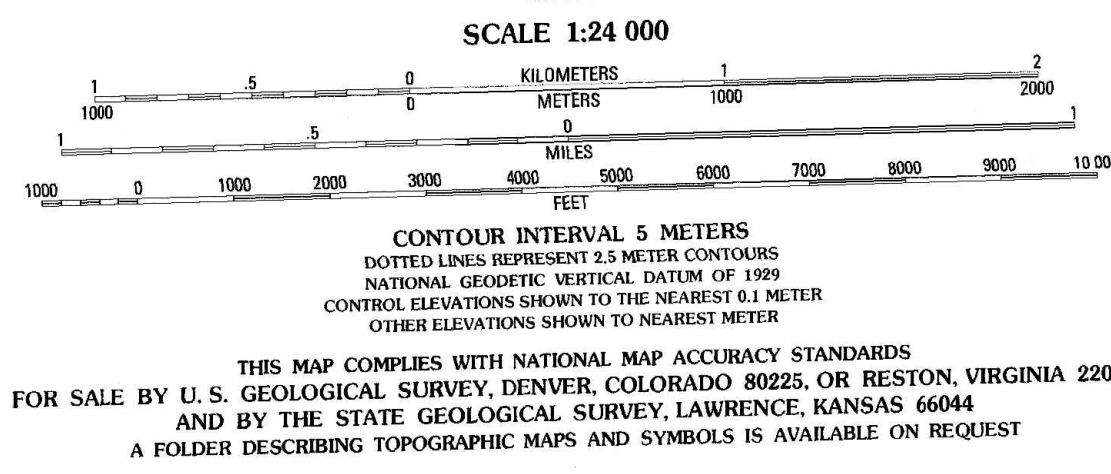 SCALE 1:24 000
1 .5 0 KILOMETERS 1 2
1000 0 METERS 1000 2000
1 .5 0 1
MILES
1000 0 1000 2000 3000 4000 5000 6000 7000 8000 9000 10 00
FEET
CONTOUR INTERVAL 5 METERS
DOTTED LINES REPRESENT 2.5 METER CONTOURS
NATIONAL GEODETIC VERTICAL DATUM OF 1929
CONTROL ELEVATIONS SHOWN TO THE NEAREST 0.1 METER
OTHER ELEVATIONS SHOWN TO NEAREST METER
THIS MAP COMPLIES WITH NATIONAL MAP ACCURACY STANDARDS
FOR SALE BY U. S. GEOLOGICAL SURVEY, DENVER, COLORADO 80225, OR RESTON, VIRGINIA 220
AND BY THE STATE GEOLOGICAL SURVEY, LAWRENCE, KANSAS 66044
A FOLDER DESCRIBING TOPOGRAPHIC MAPS AND SYMBOLS IS AVAILABLE ON REQUEST